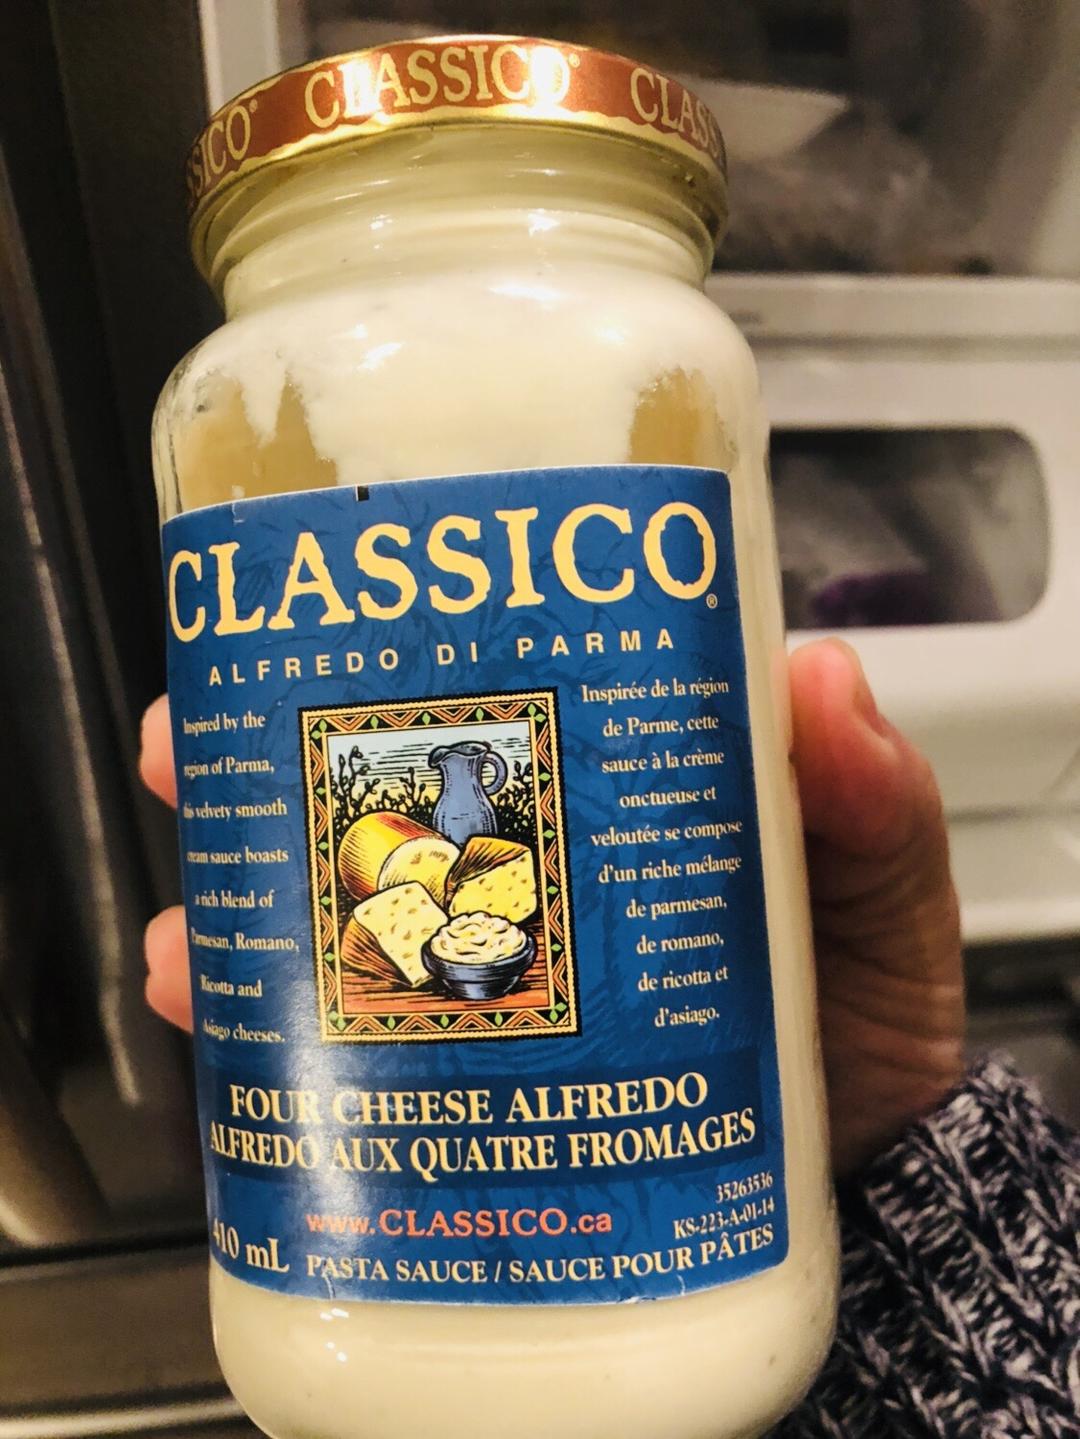 CLASSICO®
CLASSICO
®
ALFREDO DI PARMA
Inspired by the
region of Parma,
this velvety smooth
cream sauce boasts
a rich blend of
Parmesan, Romano,
Ricotta and
Asiago cheeses.
Inspirée de la région
de Parme, cette
sauce à la crème
onctueuse et
veloutée se compose
d'un riche mélange
de parmesan,
de romano,
de ricotta et
d'asiago.
FOUR CHEESE ALFREDO
ALFREDO AUX QUATRE FROMAGES
35263536
KS-223-A-01-14
www.CLASSICO.ca
410 mL
PASTA SAUCE / SAUCE POUR PÂTES